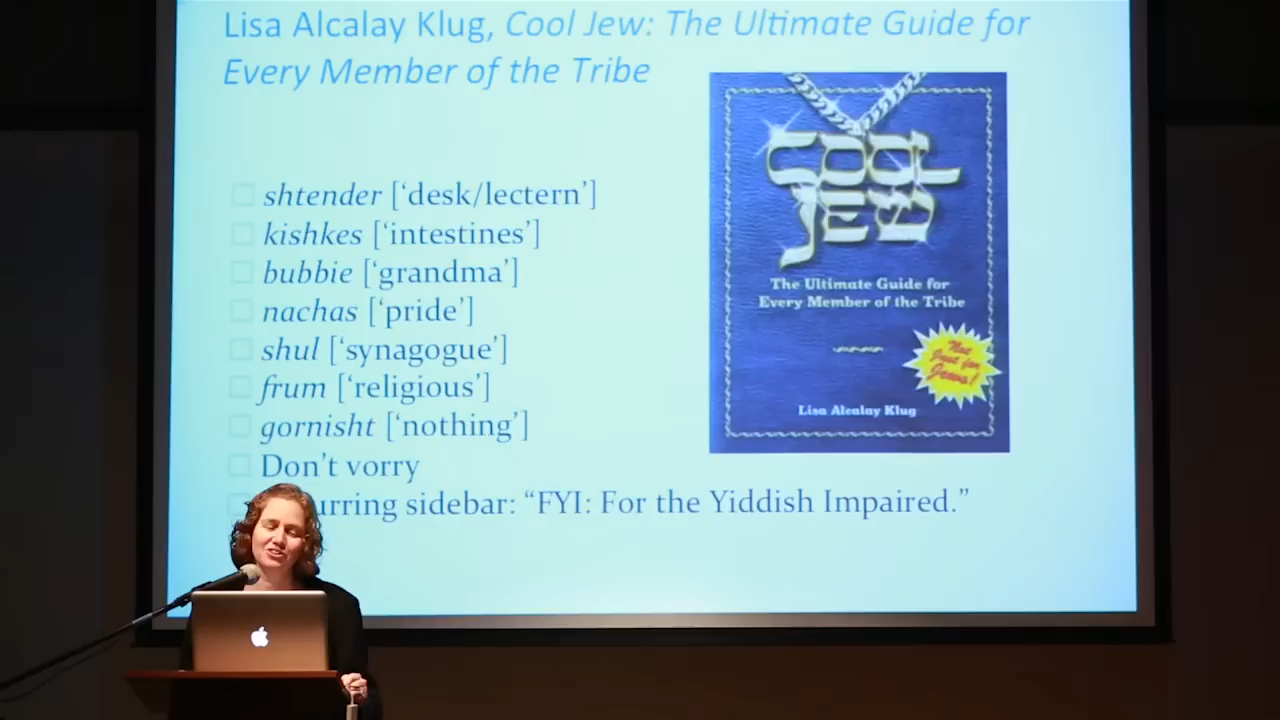 Lisa Alcalay Klug, Cool Jew: The Ultimate Guide for
Every Member of the Tribe
shtender [‘desk/lectern’]
kishkes [‘intestines’]
bubbie [‘grandma’]
nachas [‘pride’]
shul [‘synagogue’]
frum [‘religious’]
gornisht [‘nothing’]
Don’t vorry
sidebar: “FYI: For the Yiddish Impaired.”
COOL
JEW
The Ultimate Guide for
Every Member of the Tribe
Not
Just for
Jews!
Lisa Alcalay Klug